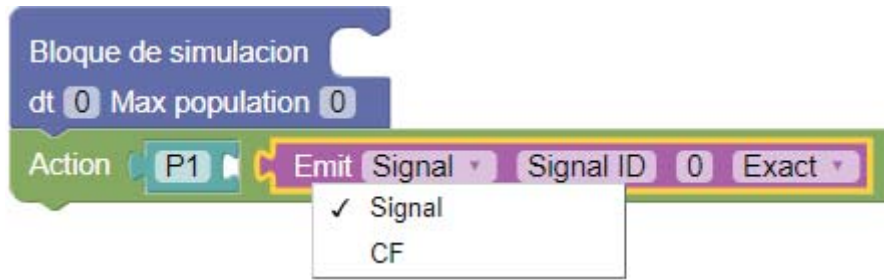 Bloque de simulacion
dt 0 Max population 0
Action P1 Emit Signal Signal ID 0 Exact
✓ Signal
CF